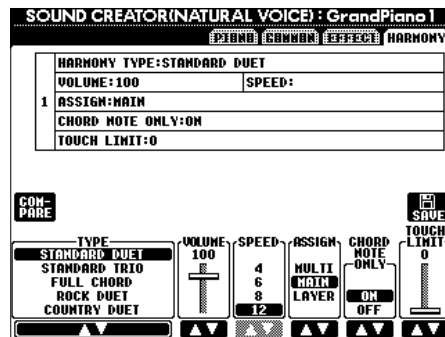 SOUND CREATOR(NATURAL VOICE) : GrandPiano1
PIANO COMMON EFFECT HARMONY
HARMONY TYPE:STANDARD DUET
VOLUME:100 SPEED:
1 ASSIGN:MAIN
CHORD NOTE ONLY:ON
TOUCH LIMIT:0
COM-
PARE
SAVE
TYPE
STANDARD DUET
STANDARD TRIO
FULL CHORD
ROCK DUET
COUNTRY DUET
VOLUME
100
SPEED
4
6
8
12
ASSIGN
MULTI
MAIN
LAYER
CHORD
NOTE
ONLY
ON
OFF
TOUCH
LIMIT
0